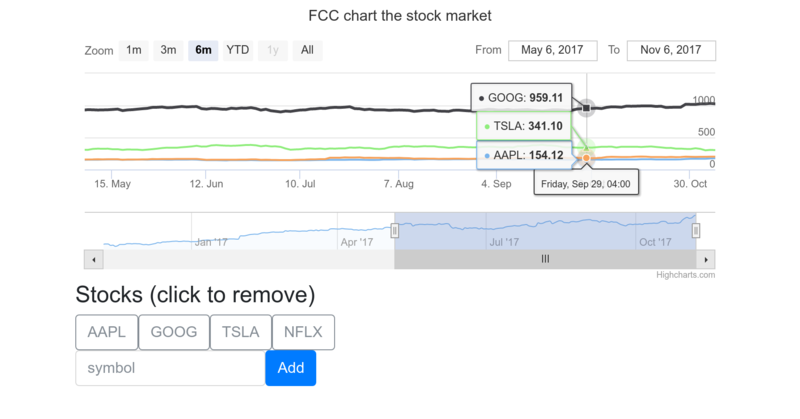 FCC chart the stock market
Zoom 1m 3m 6m YTD 1y All From May 6, 2017 To Nov 6, 2017
1000
GOOG: 959.11
TSLA: 341.10
500
AAPL: 154.12
0
15. May 12. Jun 10. Jul 7. Aug 4. Sep Friday, Sep 29, 04:00 30. Oct
Jan '17 Apr '17 Jul '17 Oct '17
Highcharts.com
Stocks (click to remove)
AAPL GOOG TSLA NFLX
symbol Add